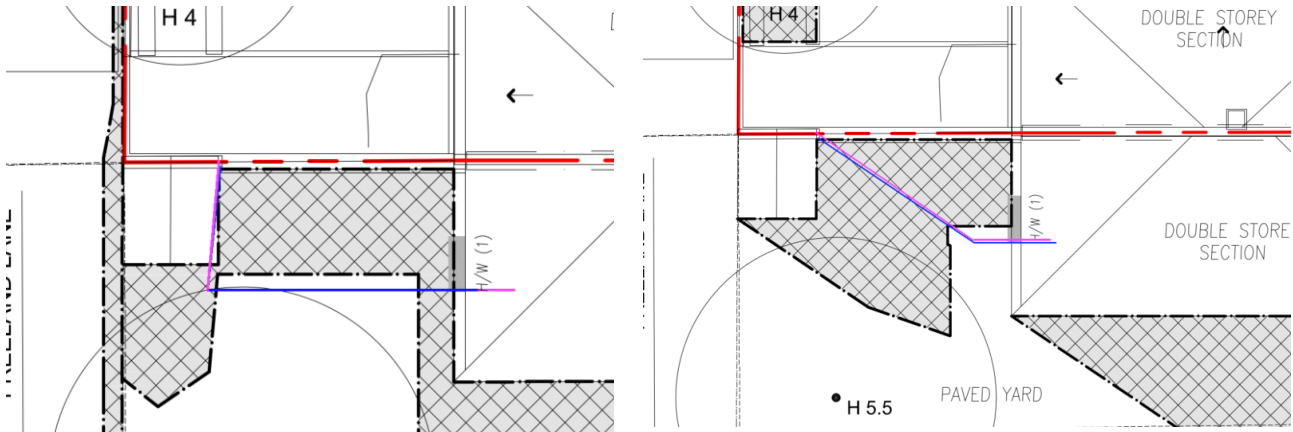 H 4
H/W (1)
H 4
DOUBLE STOREY
SECTION
H/W (1)
DOUBLE STORE
SECTION
PAVED YARD
H 5.5